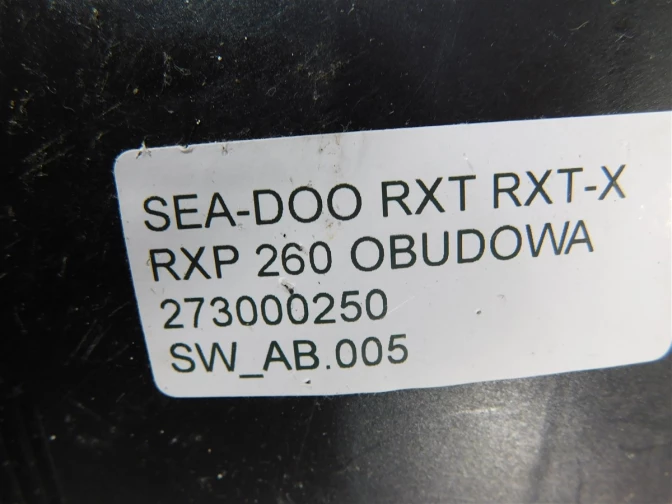 SEA-DOO RXT RXT-X
RXP 260 OBUDOWA
273000250
SW_AB.005